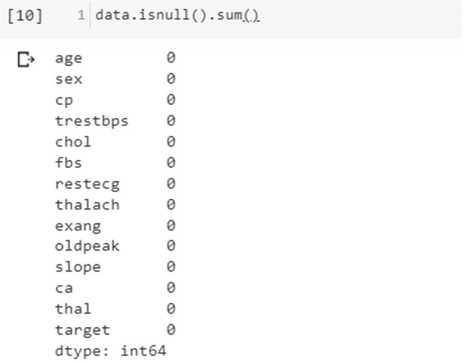 [10] 1 data.isnull().sum()
age 0
sex 0
cp 0
trestbps 0
chol 0
fbs 0
restecg 0
thalach 0
exang 0
oldpeak 0
slope 0
ca 0
thal 0
target 0
dtype: int64